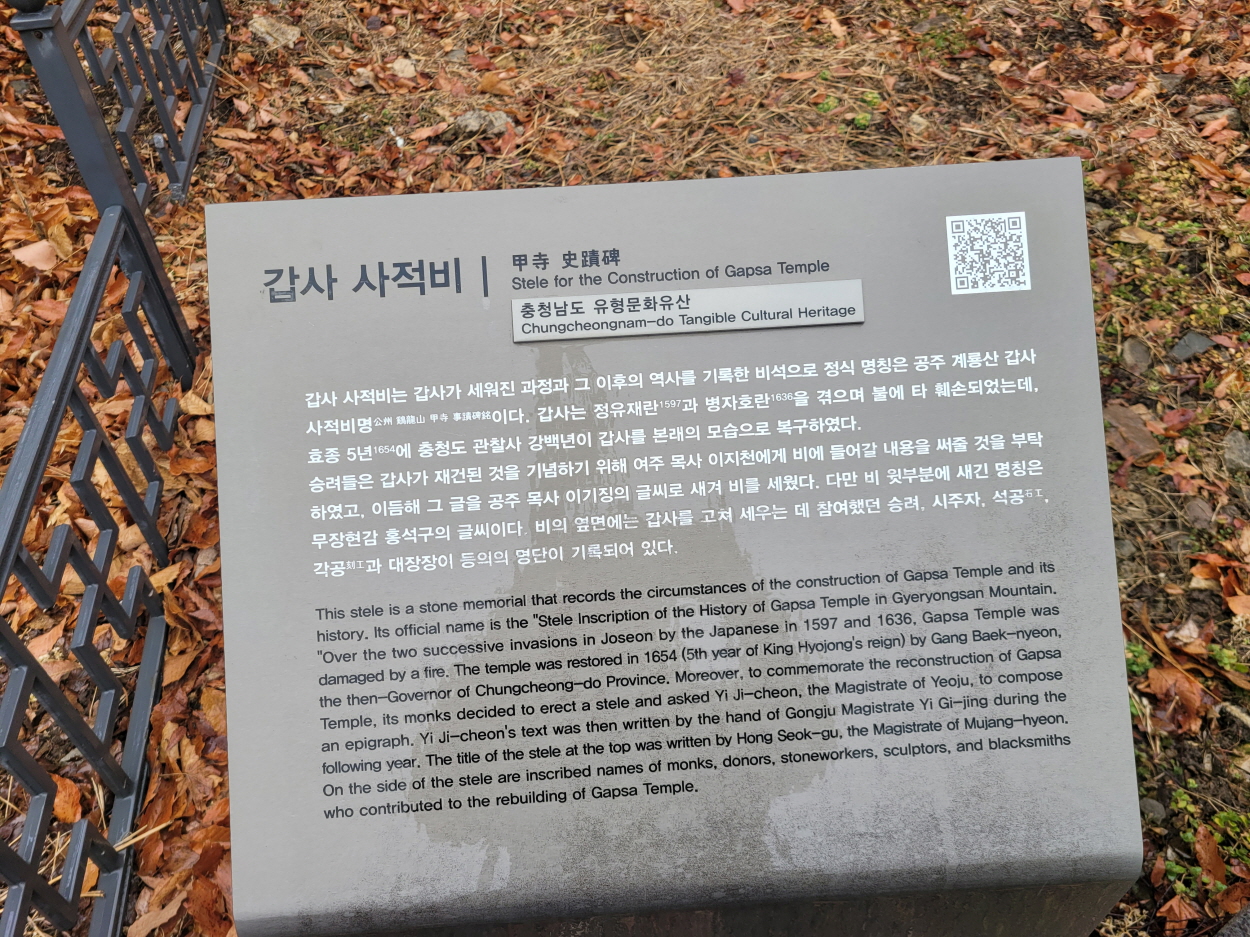 갑사 사적비
甲寺 史蹟碑
Stele for the Construction of Gapsa Temple
충청남도 유형문화유산
Chungcheongnam-do Tangible Cultural Heritage
갑사 사적비는 갑사가 세워진 과정과 그 이후의 역사를 기록한 비석으로 정식 명칭은 공주 계룡산 갑사
사적비명公州 鷄龍山 甲寺 事蹟碑銘이다. 갑사는 정유재란1597과 병자호란1636을 겪으며 불에 타 훼손되었는데,
효종 5년1654에 충청도 관찰사 강백년이 갑사를 본래의 모습으로 복구하였다.
승려들은 갑사가 재건된 것을 기념하기 위해 여주 목사 이지천에게 비에 들어갈 내용을 써줄 것을 부탁
하였고, 이듬해 그 글을 공주 목사 이기징의 글씨로 새겨 비를 세웠다. 다만 비 윗부분에 새긴 명칭은
무장현감 홍석구의 글씨이다. 비의 옆면에는 갑사를 고쳐 세우는 데 참여했던 승려, 시주자, 석공石工,
각공刻工과 대장장이 등의의 명단이 기록되어 있다.
This stele is a stone memorial that records the circumstances of the construction of Gapsa Temple and its
history. Its official name is the "Stele Inscription of the History of Gapsa Temple in Gyeryongsan Mountain.
"Over the two successive invasions in Joseon by the Japanese in 1597 and 1636, Gapsa Temple was
damaged by a fire. The temple was restored in 1654 (5th year of King Hyojong's reign) by Gang Baek-nyeon,
the then-Governor of Chungcheong-do Province. Moreover, to commemorate the reconstruction of Gapsa
Temple, its monks decided to erect a stele and asked Yi Ji-cheon, the Magistrate of Yeoju, to compose
an epigraph. Yi Ji-cheon's text was then written by the hand of Gongju Magistrate Yi Gi-jing during the
following year. The title of the stele at the top was written by Hong Seok-gu, the Magistrate of Mujang-hyeon.
On the side of the stele are inscribed names of monks, donors, stoneworkers, sculptors, and blacksmiths
who contributed to the rebuilding of Gapsa Temple.